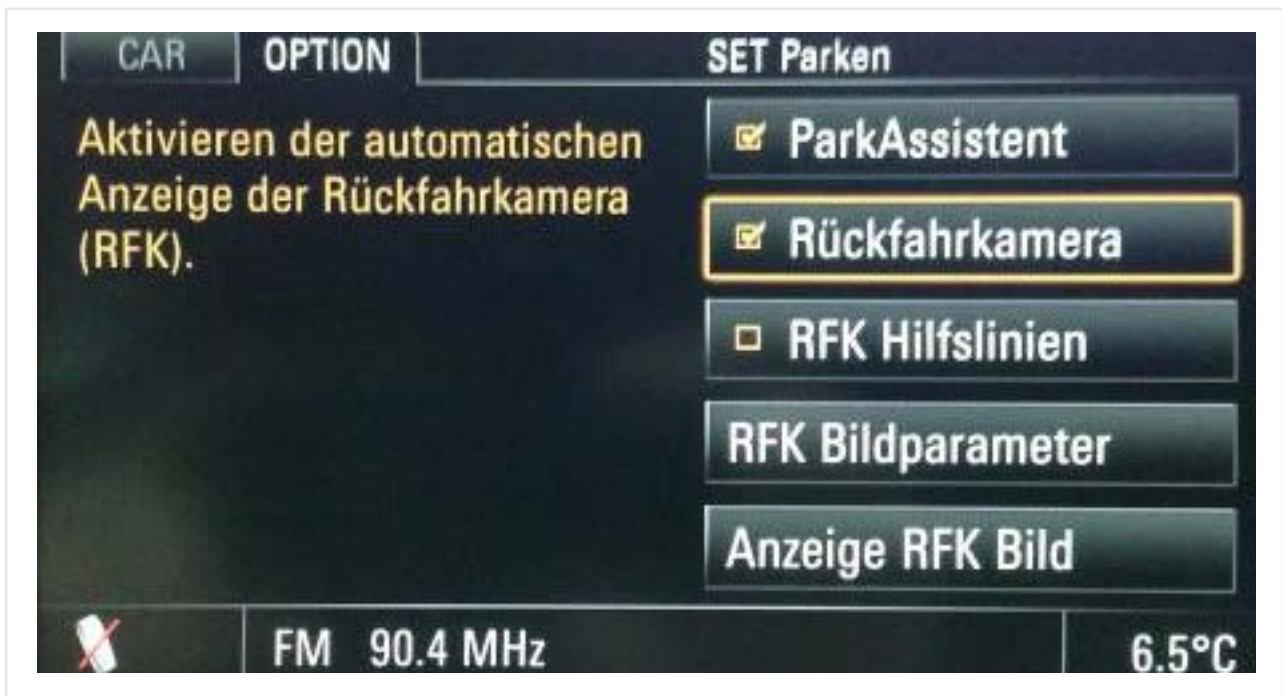 CAR
OPTION
SET Parken
Aktivieren der automatischen
Anzeige der Rückfahrkamera
(RFK).
ParkAssistent
Rückfahrkamera
RFK Hilfslinien
RFK Bildparameter
Anzeige RFK Bild
FM 90.4 MHz
6.5°C